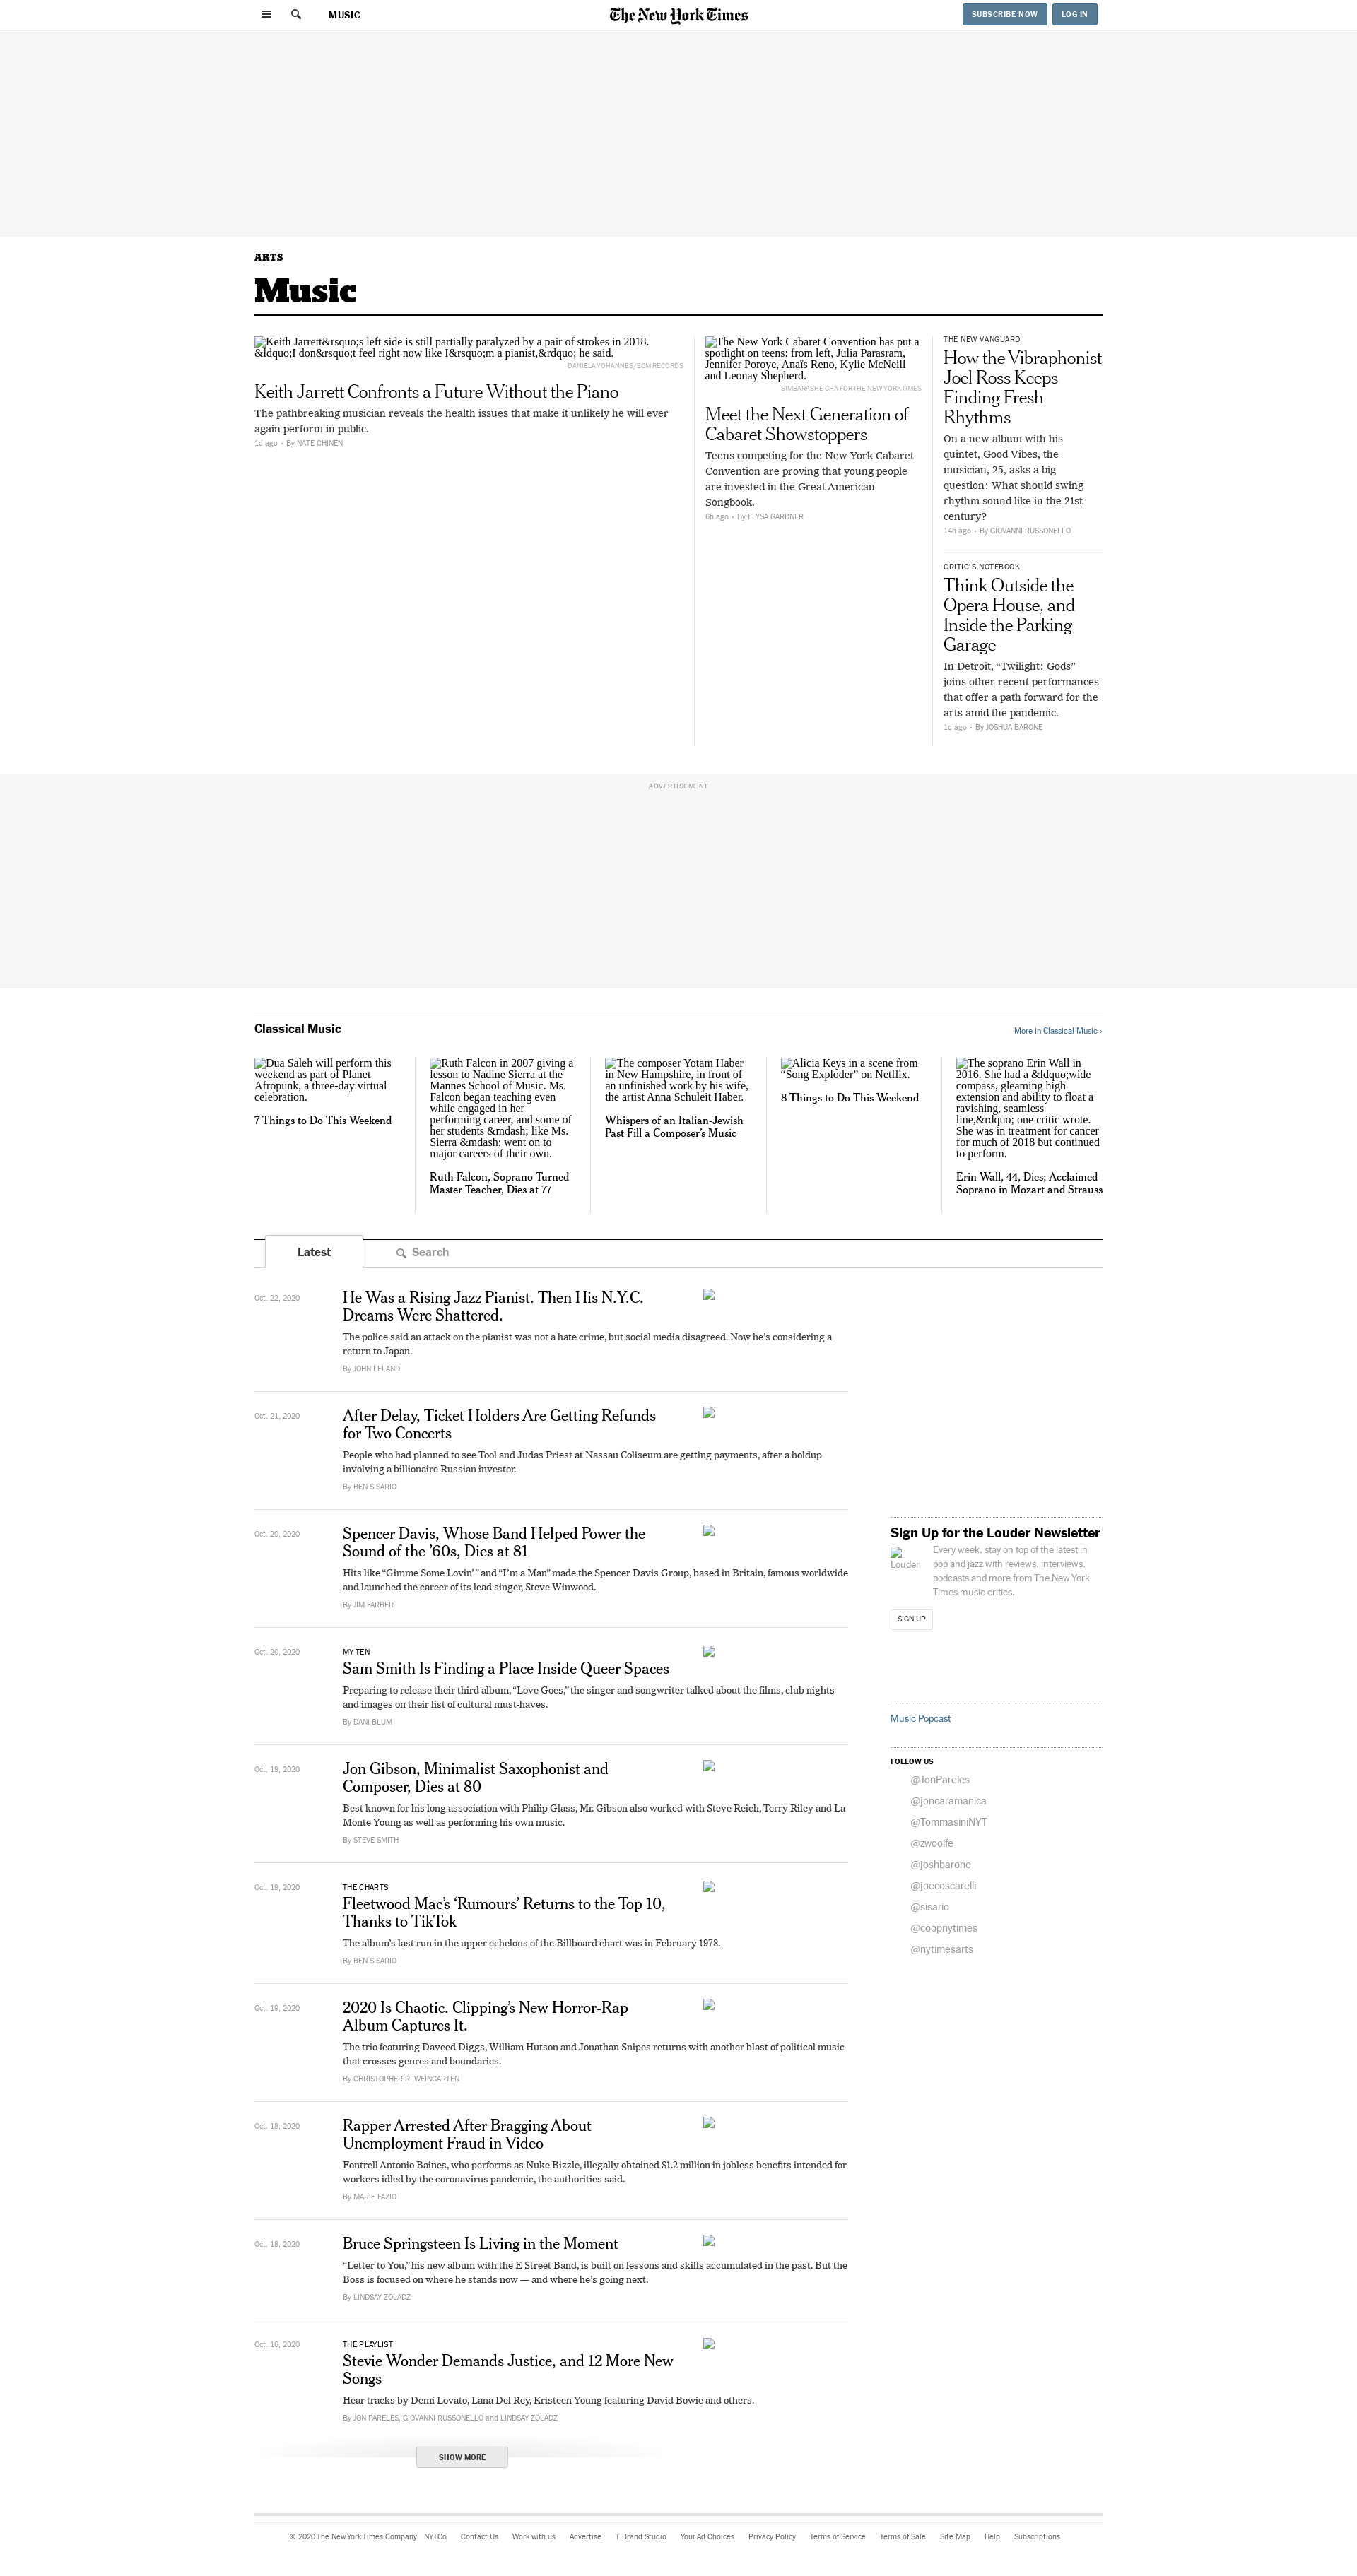 MUSIC
The New York Times
SUBSCRIBE NOW
LOG IN
ARTS
Music
Keith Jarrett&rsquo;s left side is still partially paralyzed by a pair of strokes in 2018.
&ldquo;I don&rsquo;t feel right now like I&rsquo;m a pianist,&rdquo; he said.
DANIELA YOHANNES/ECM RECORDS
Keith Jarrett Confronts a Future Without the Piano
The pathbreaking musician reveals the health issues that make it unlikely he will ever
again perform in public.
1d ago • By NATE CHINEN
The New York Cabaret Convention has put a
spotlight on teens: from left, Julia Parasram,
Jennifer Poroye, Anaïs Reno, Kylie McNeill
and Leonay Shepherd.
SIMBARASHE CHA FOR THE NEW YORK TIMES
Meet the Next Generation of
Cabaret Showstoppers
Teens competing for the New York Cabaret
Convention are proving that young people
are invested in the Great American
Songbook.
6h ago • By ELYSA GARDNER
THE NEW VANGUARD
How the Vibraphonist
Joel Ross Keeps
Finding Fresh
Rhythms
On a new album with his
quintet, Good Vibes, the
musician, 25, asks a big
question: What should swing
rhythm sound like in the 21st
century?
14h ago • By GIOVANNI RUSSONELLO
CRITIC'S NOTEBOOK
Think Outside the
Opera House, and
Inside the Parking
Garage
In Detroit, “Twilight: Gods”
joins other recent performances
that offer a path forward for the
arts amid the pandemic.
1d ago • By JOSHUA BARONE
ADVERTISEMENT
Classical Music
More in Classical Music ›
Dua Saleh will perform this
weekend as part of Planet
Afropunk, a three-day virtual
celebration.
7 Things to Do This Weekend
Ruth Falcon in 2007 giving a
lesson to Nadine Sierra at the
Mannes School of Music. Ms.
Falcon began teaching even
while engaged in her
performing career, and some of
her students &mdash; like Ms.
Sierra &mdash; went on to
major careers of their own.
Ruth Falcon, Soprano Turned
Master Teacher, Dies at 77
The composer Yotam Haber
in New Hampshire, in front of
an unfinished work by his wife,
the artist Anna Schuleit Haber.
Whispers of an Italian-Jewish
Past Fill a Composer’s Music
Alicia Keys in a scene from
“Song Exploder” on Netflix.
8 Things to Do This Weekend
The soprano Erin Wall in
2016. She had a &ldquo;wide
compass, gleaming high
extension and ability to float a
ravishing, seamless
line,&rdquo; one critic wrote.
She was in treatment for cancer
for much of 2018 but continued
to perform.
Erin Wall, 44, Dies; Acclaimed
Soprano in Mozart and Strauss
Latest
Search
Oct. 22, 2020
He Was a Rising Jazz Pianist. Then His N.Y.C.
Dreams Were Shattered.
The police said an attack on the pianist was not a hate crime, but social media disagreed. Now he’s considering a
return to Japan.
By JOHN LELAND
Oct. 21, 2020
After Delay, Ticket Holders Are Getting Refunds
for Two Concerts
People who had planned to see Tool and Judas Priest at Nassau Coliseum are getting payments, after a holdup
involving a billionaire Russian investor.
By BEN SISARIO
Oct. 20, 2020
Spencer Davis, Whose Band Helped Power the
Sound of the ’60s, Dies at 81
Hits like “Gimme Some Lovin’ ” and “I’m a Man” made the Spencer Davis Group, based in Britain, famous worldwide
and launched the career of its lead singer, Steve Winwood.
By JIM FARBER
Oct. 20, 2020
MY TEN
Sam Smith Is Finding a Place Inside Queer Spaces
Preparing to release their third album, “Love Goes,” the singer and songwriter talked about the films, club nights
and images on their list of cultural must-haves.
By DANI BLUM
Oct. 19, 2020
Jon Gibson, Minimalist Saxophonist and
Composer, Dies at 80
Best known for his long association with Philip Glass, Mr. Gibson also worked with Steve Reich, Terry Riley and La
Monte Young as well as performing his own music.
By STEVE SMITH
Oct. 19, 2020
THE CHARTS
Fleetwood Mac’s ‘Rumours’ Returns to the Top 10,
Thanks to TikTok
The album’s last run in the upper echelons of the Billboard chart was in February 1978.
By BEN SISARIO
Oct. 19, 2020
2020 Is Chaotic. Clipping’s New Horror-Rap
Album Captures It.
The trio featuring Daveed Diggs, William Hutson and Jonathan Snipes returns with another blast of political music
that crosses genres and boundaries.
By CHRISTOPHER R. WEINGARTEN
Oct. 18, 2020
Rapper Arrested After Bragging About
Unemployment Fraud in Video
Fontrell Antonio Baines, who performs as Nuke Bizzle, illegally obtained $1.2 million in jobless benefits intended for
workers idled by the coronavirus pandemic, the authorities said.
By MARIE FAZIO
Oct. 18, 2020
Bruce Springsteen Is Living in the Moment
“Letter to You,” his new album with the E Street Band, is built on lessons and skills accumulated in the past. But the
Boss is focused on where he stands now — and where he’s going next.
By LINDSAY ZOLADZ
Oct. 16, 2020
THE PLAYLIST
Stevie Wonder Demands Justice, and 12 More New
Songs
Hear tracks by Demi Lovato, Lana Del Rey, Kristeen Young featuring David Bowie and others.
By JON PARELES, GIOVANNI RUSSONELLO and LINDSAY ZOLADZ
SHOW MORE
Sign Up for the Louder Newsletter
Louder
Every week, stay on top of the latest in
pop and jazz with reviews, interviews,
podcasts and more from The New York
Times music critics.
SIGN UP
Music Popcast
FOLLOW US
@JonPareles
@joncaramanica
@TommasiniNYT
@zwoolfe
@joshbarone
@joecoscarelli
@sisario
@coopnytimes
@nytimesarts
© 2020 The New York Times Company NYTCo Contact Us Work with us Advertise T Brand Studio Your Ad Choices Privacy Policy Terms of Service Terms of Sale Site Map Help Subscriptions